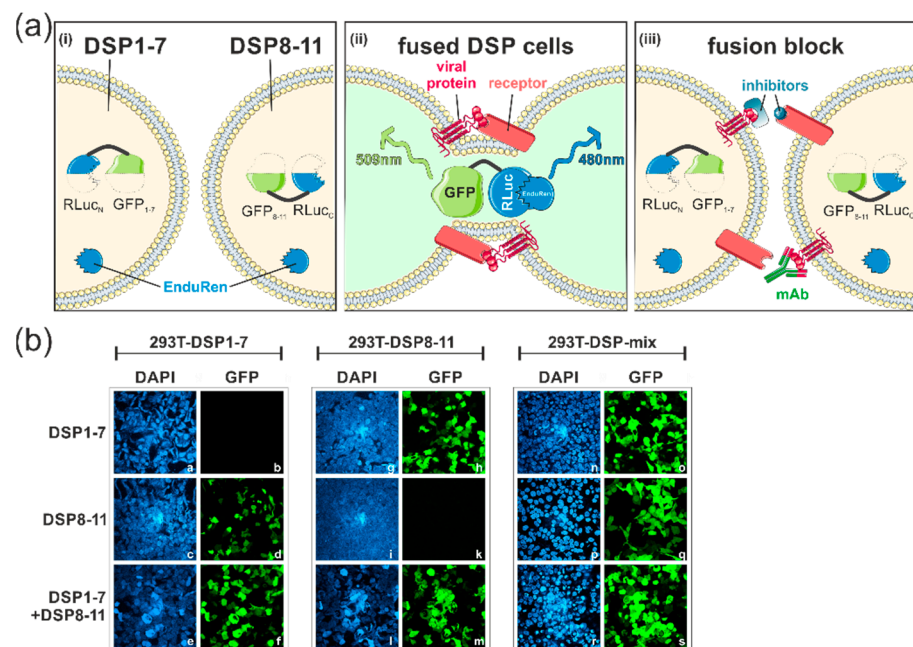 (a)
(i) DSP1-7 DSP8-11
RLucN GFP1-7
GFP8-11 RLucC
EnduRen
(ii) fused DSP cells
viral protein
receptor
509nm
480nm
GFP
RLuc
EnduRen
(iii) fusion block
inhibitors
RLucN GFP1-7
GFP8-11 RLucC
mAb
(b)
293T-DSP1-7 293T-DSP8-11 293T-DSP-mix
DAPI GFP DAPI GFP DAPI GFP
DSP1-7
a b g h n o
DSP8-11
c d i k p q
DSP1-7
+DSP8-11
e f l m r s